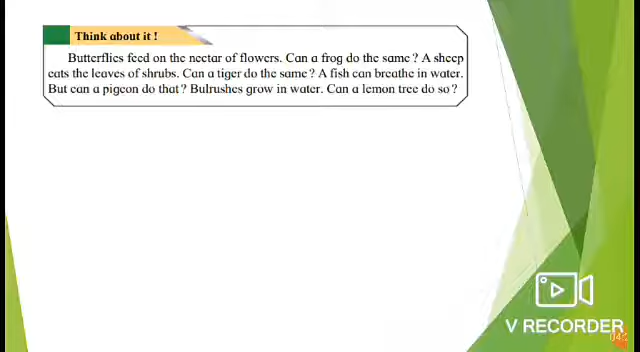 Think about it !
Butterflies feed on the nectar of flowers. Can a frog do the same ? A sheep
eats the leaves of shrubs. Can a tiger do the same ? A fish can breathe in water.
But can a pigeon do that ? Bulrushes grow in water. Can a lemon tree do so ?
V RECORDER